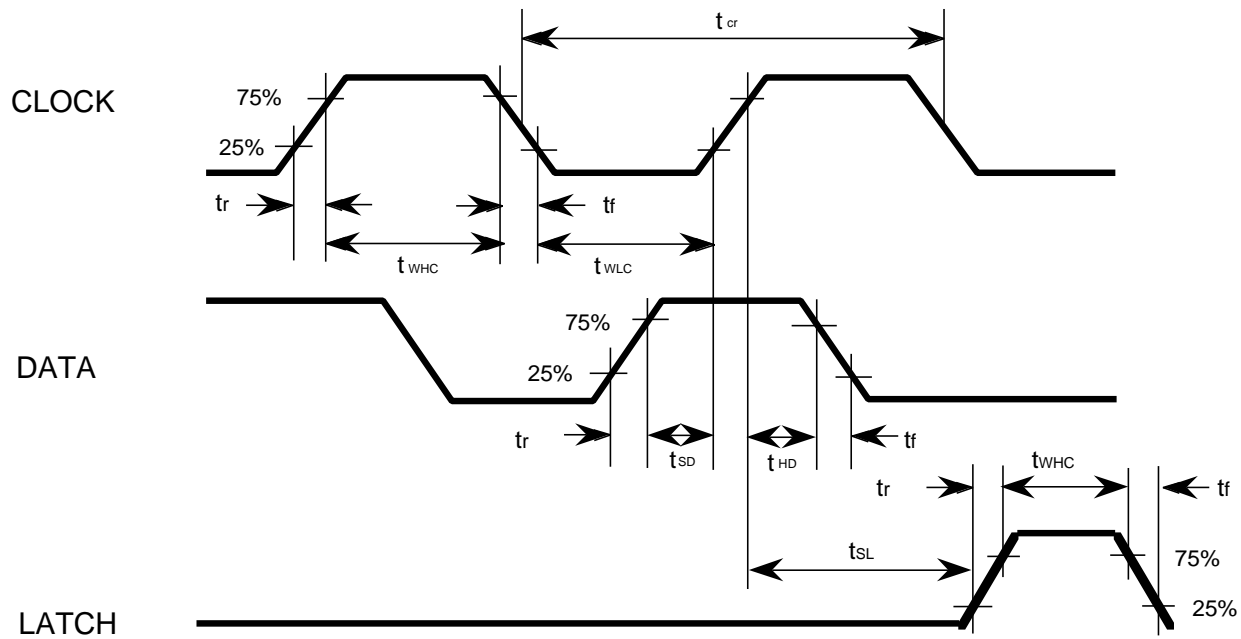 t cr
CLOCK
75%
25%
tr
tf
t WHC
t WLC
DATA
75%
25%
tr
t SD
t HD
tf
tr
tWHC
tf
tSL
75%
25%
LATCH